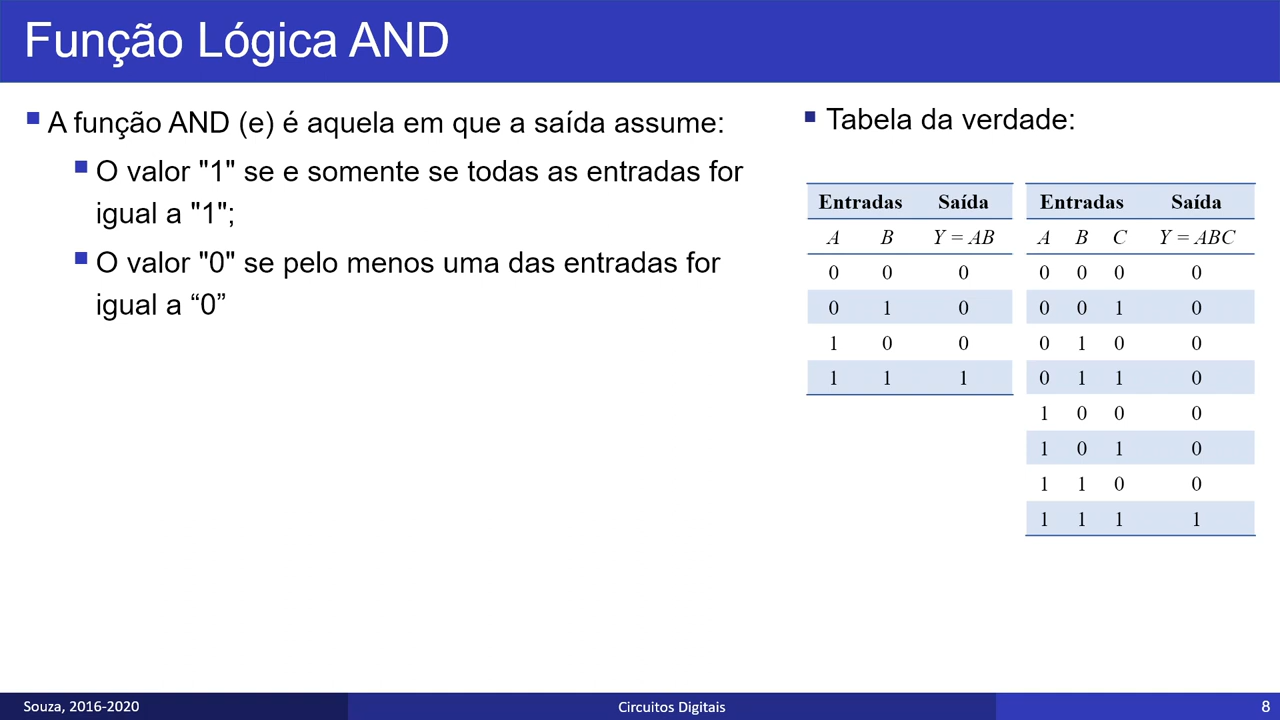 Função Lógica AND
A função AND (e) é aquela em que a saída assume:
O valor "1" se e somente se todas as entradas for
igual a "1";
O valor "0" se pelo menos uma das entradas for
igual a “0”
Tabela da verdade:
Entradas Saída
A B Y = AB
0 0 0
0 1 0
1 0 0
1 1 1
Entradas Saída
A B C Y = ABC
0 0 0 0
0 0 1 0
0 1 0 0
0 1 1 0
1 0 0 0
1 0 1 0
1 1 0 0
1 1 1 1
Souza, 2016-2020
Circuitos Digitais
8